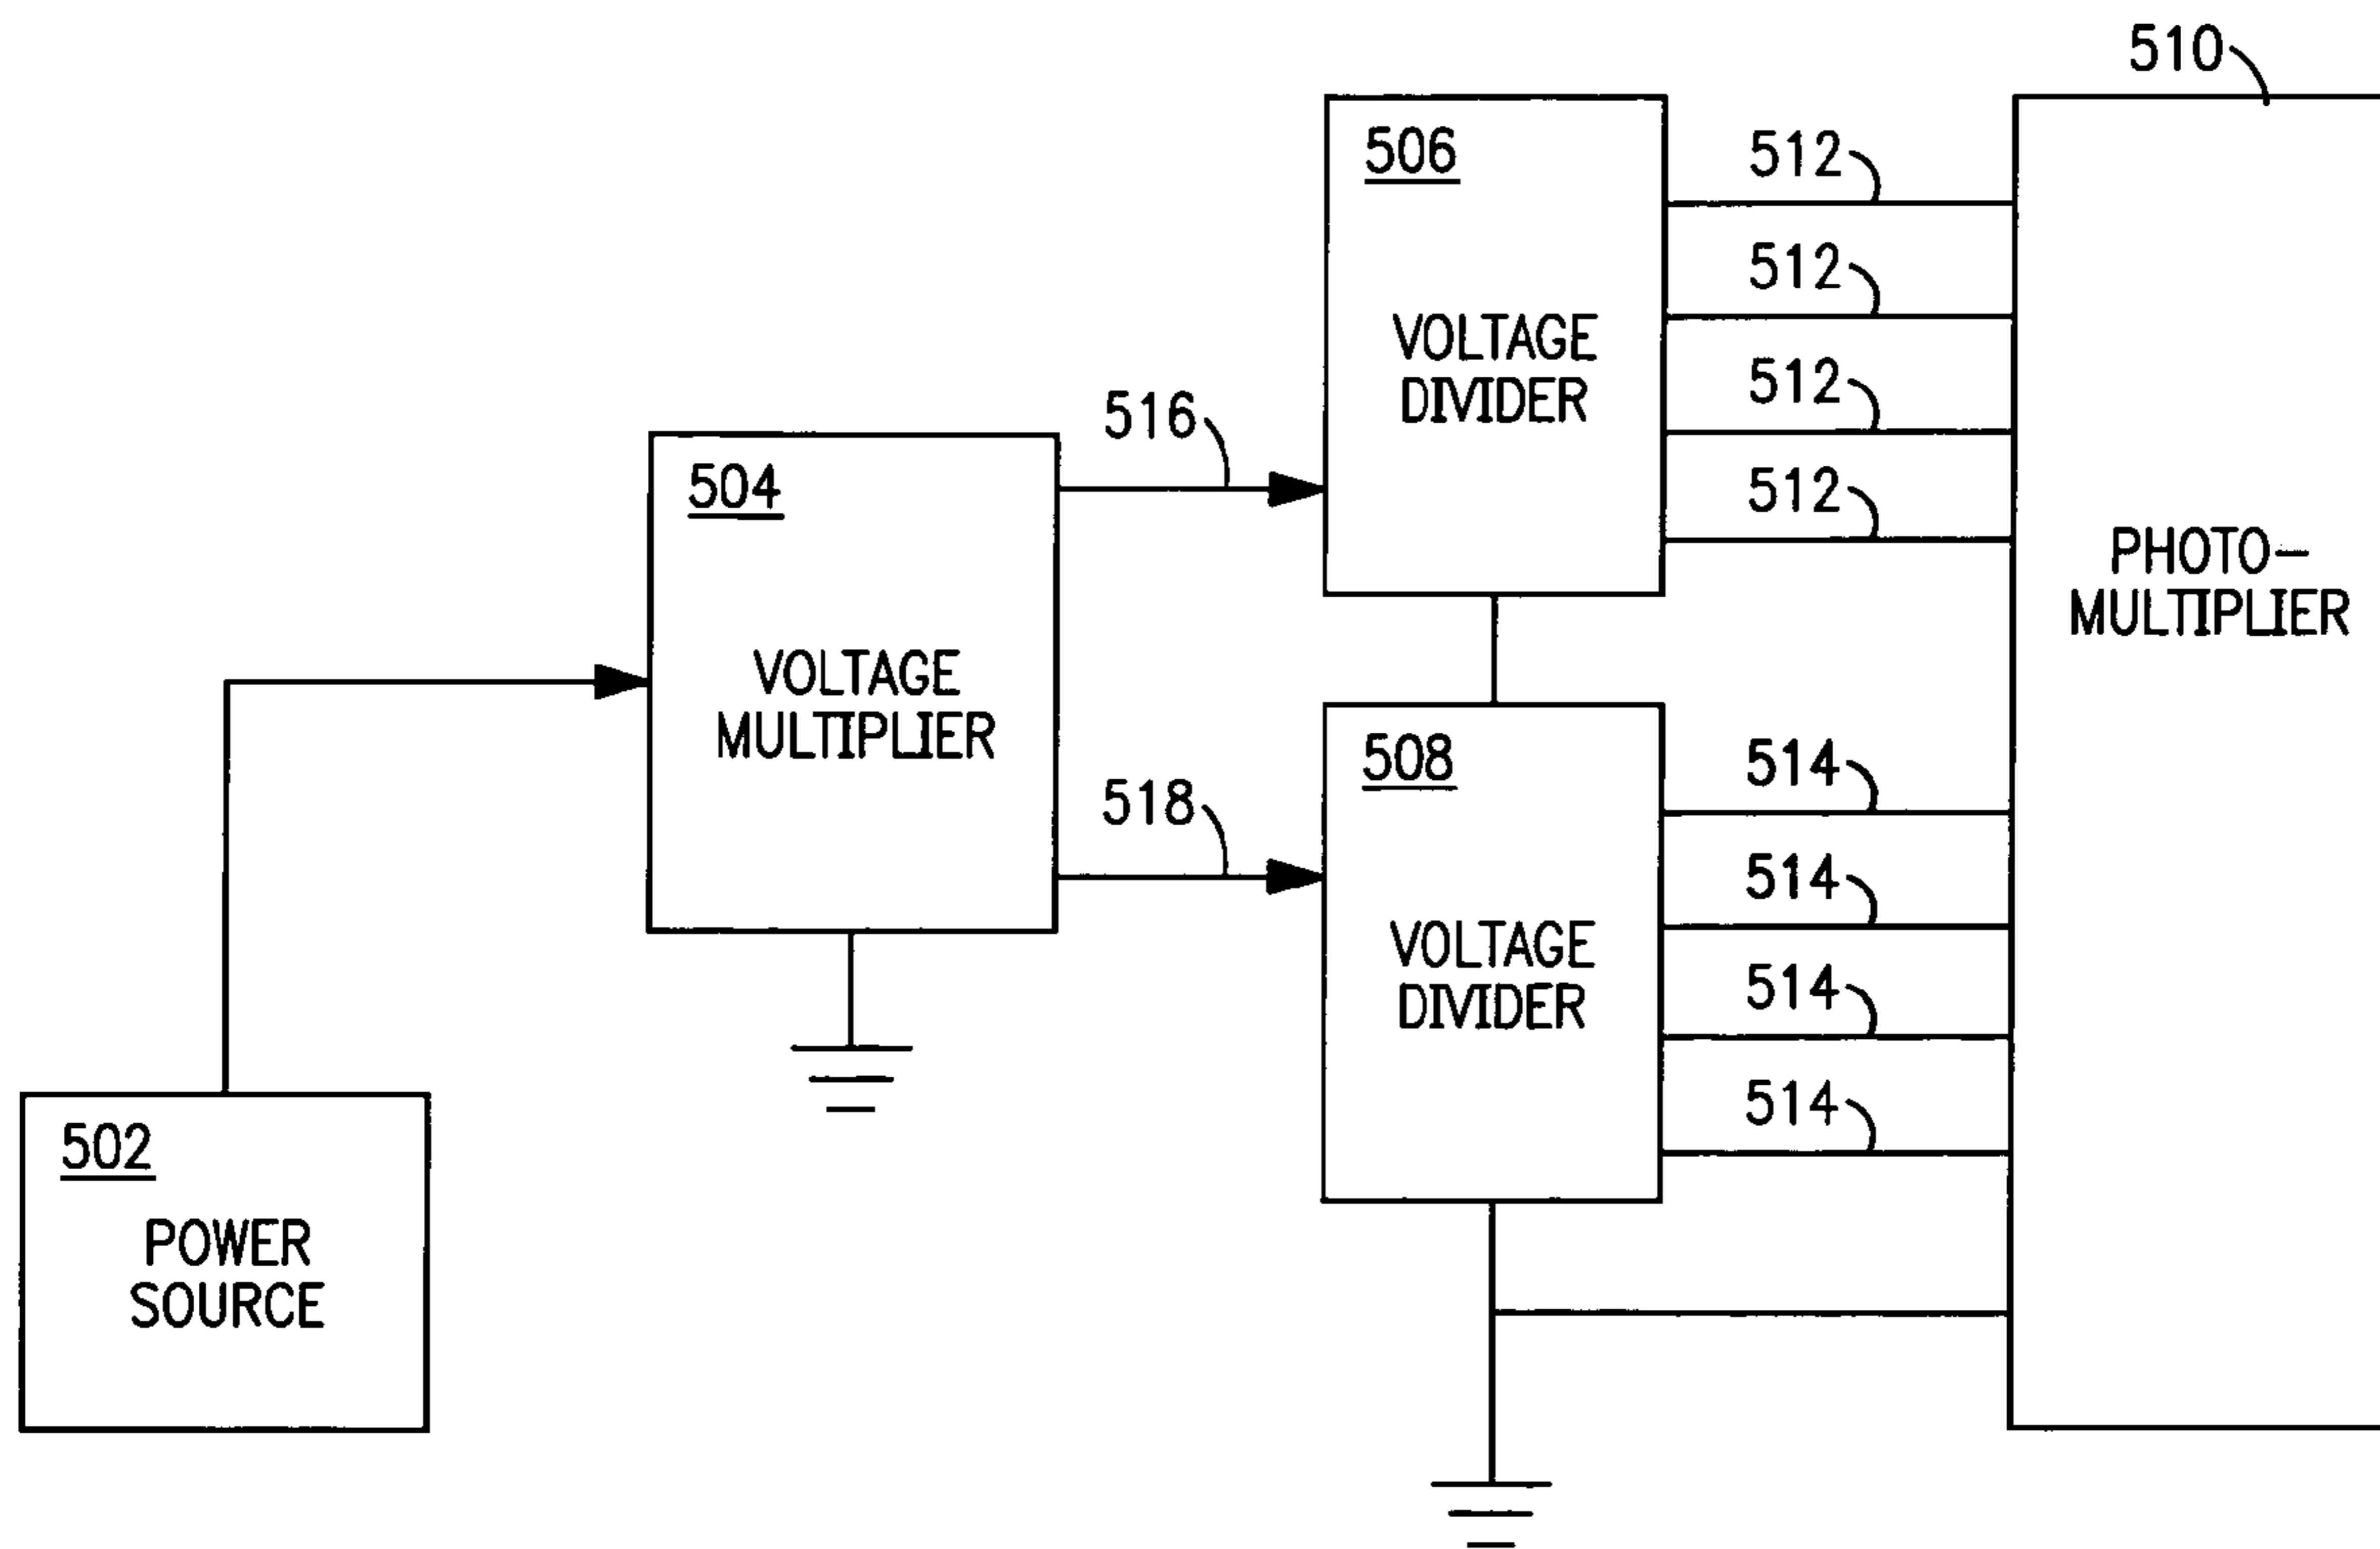 510
506
512
512
VOLTAGE
DIVIDER
512
516
512
504
PHOTO-
MULTIPLIER
VOLTAGE
MULTIPLIER
508
514
518
514
VOLTAGE
DIVIDER
514
514
502
POWER
SOURCE